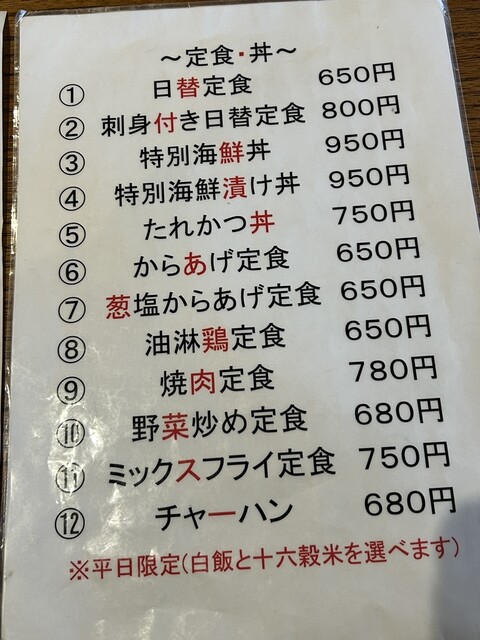 ～定食・丼～
① 日替定食 650円
② 刺身付き日替定食 800円
③ 特別海鮮丼 950円
④ 特別海鮮漬け丼 950円
⑤ たれかつ丼 750円
⑥ からあげ定食 650円
⑦ 葱塩からあげ定食 650円
⑧ 油淋鶏定食 650円
⑨ 焼肉定食 780円
⑩ 野菜炒め定食 680円
⑪ ミックスフライ定食 750円
⑫ チャーハン 680円
※平日限定(白飯と十六穀米を選べます)